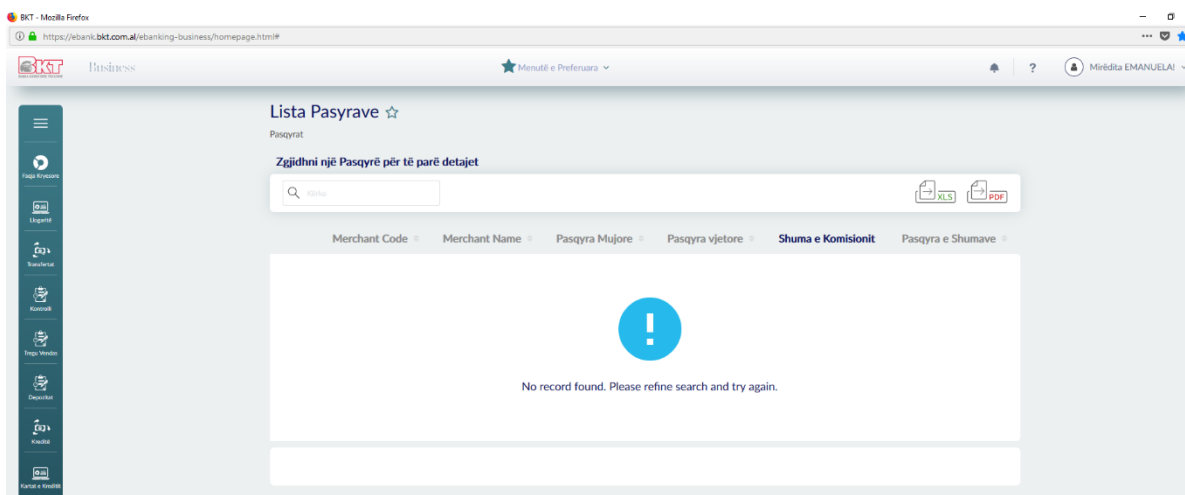 BKT - Mozilla Firefox
https://ebank.bkt.com.al/ebanking-business/homepage.html#
BKT Business Menutë e Preferuara ? Mirëdita EMANUELA!
Lista Pasyrave
Pasqyrat
Zgjidhni një Pasqyrë për të parë detajet
XLS PDF
Merchant Code Merchant Name Pasqyra Mujore Pasqyra vjetore Shuma e Komisionit Pasqyra e Shumave
No record found. Please refine search and try again.
Faqja Kryesore
Llogaritë
Transfertat
Kontrolli
Tregu Vendas
Depozitat
Kreditë
Kartat e Kreditit